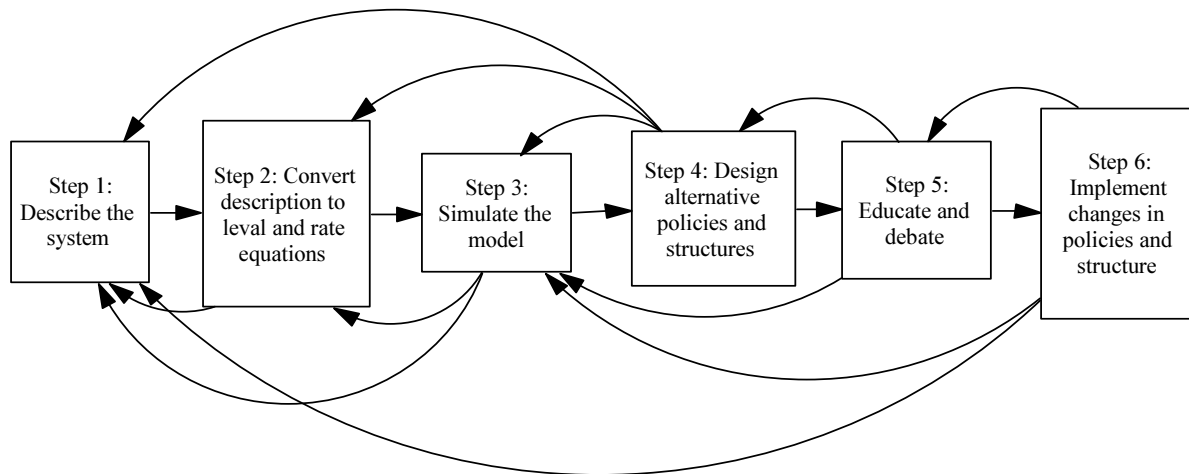 Step 1:
Describe the
system
Step 2: Convert
description to
leval and rate
equations
Step 3:
Simulate the
model
Step 4: Design
alternative
policies and
structures
Step 5:
Educate and
debate
Step 6:
Implement
changes in
policies and
structure